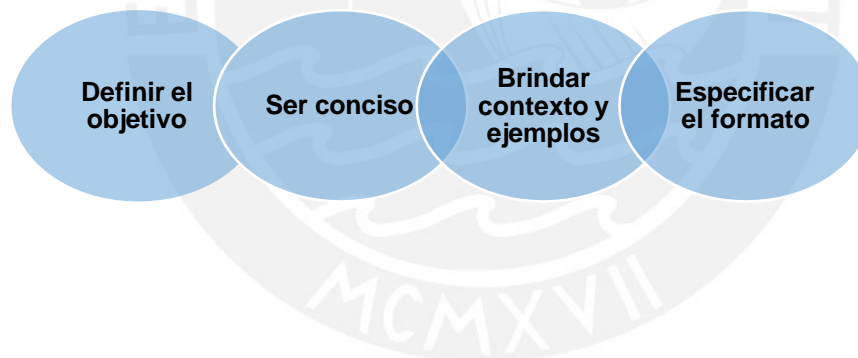 Definir el
objetivo
Ser conciso
Brindar
contexto y
ejemplos
Especificar
el formato
MCMXVII